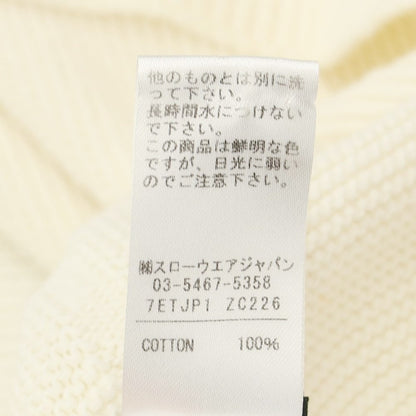 他のものとは別に洗
って下さい。
長時間水につけない
で下さい。
この商品は鮮明な色
ですが、日光に弱い
のでご注意下さい。
㈱スローウエアジャパン
03-5467-5358
7ETJP1 ZC226
COTTON 100%